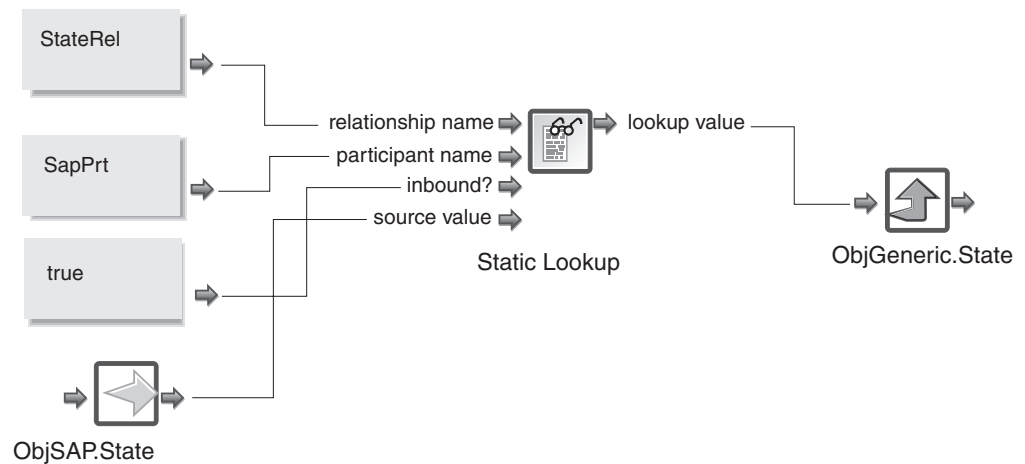 StateRel
relationship name
lookup value
participant name
SapPrt
inbound?
source value
ObjGeneric.State
Static Lookup
true
ObjSAP.State